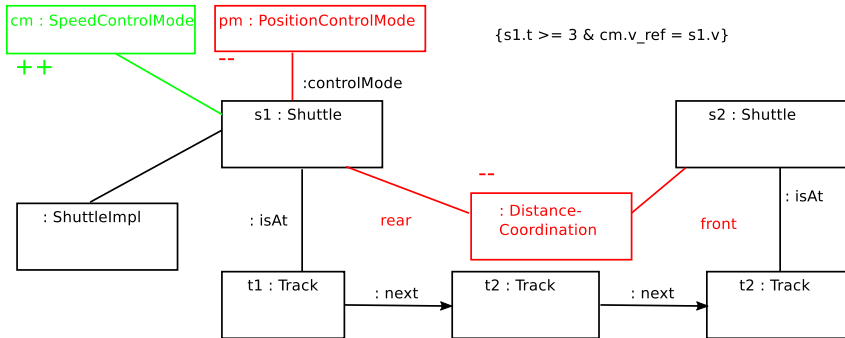 cm : SpeedControlMode
pm : PositionControlMode
{s1.t >= 3 & cm.v_ref = s1.v}
++
--
:controlMode
s1 : Shuttle
s2 : Shuttle
--
: ShuttleImpl
: isAt
rear
: Distance-
Coordination
front
: isAt
t1 : Track
: next
t2 : Track
: next
t2 : Track